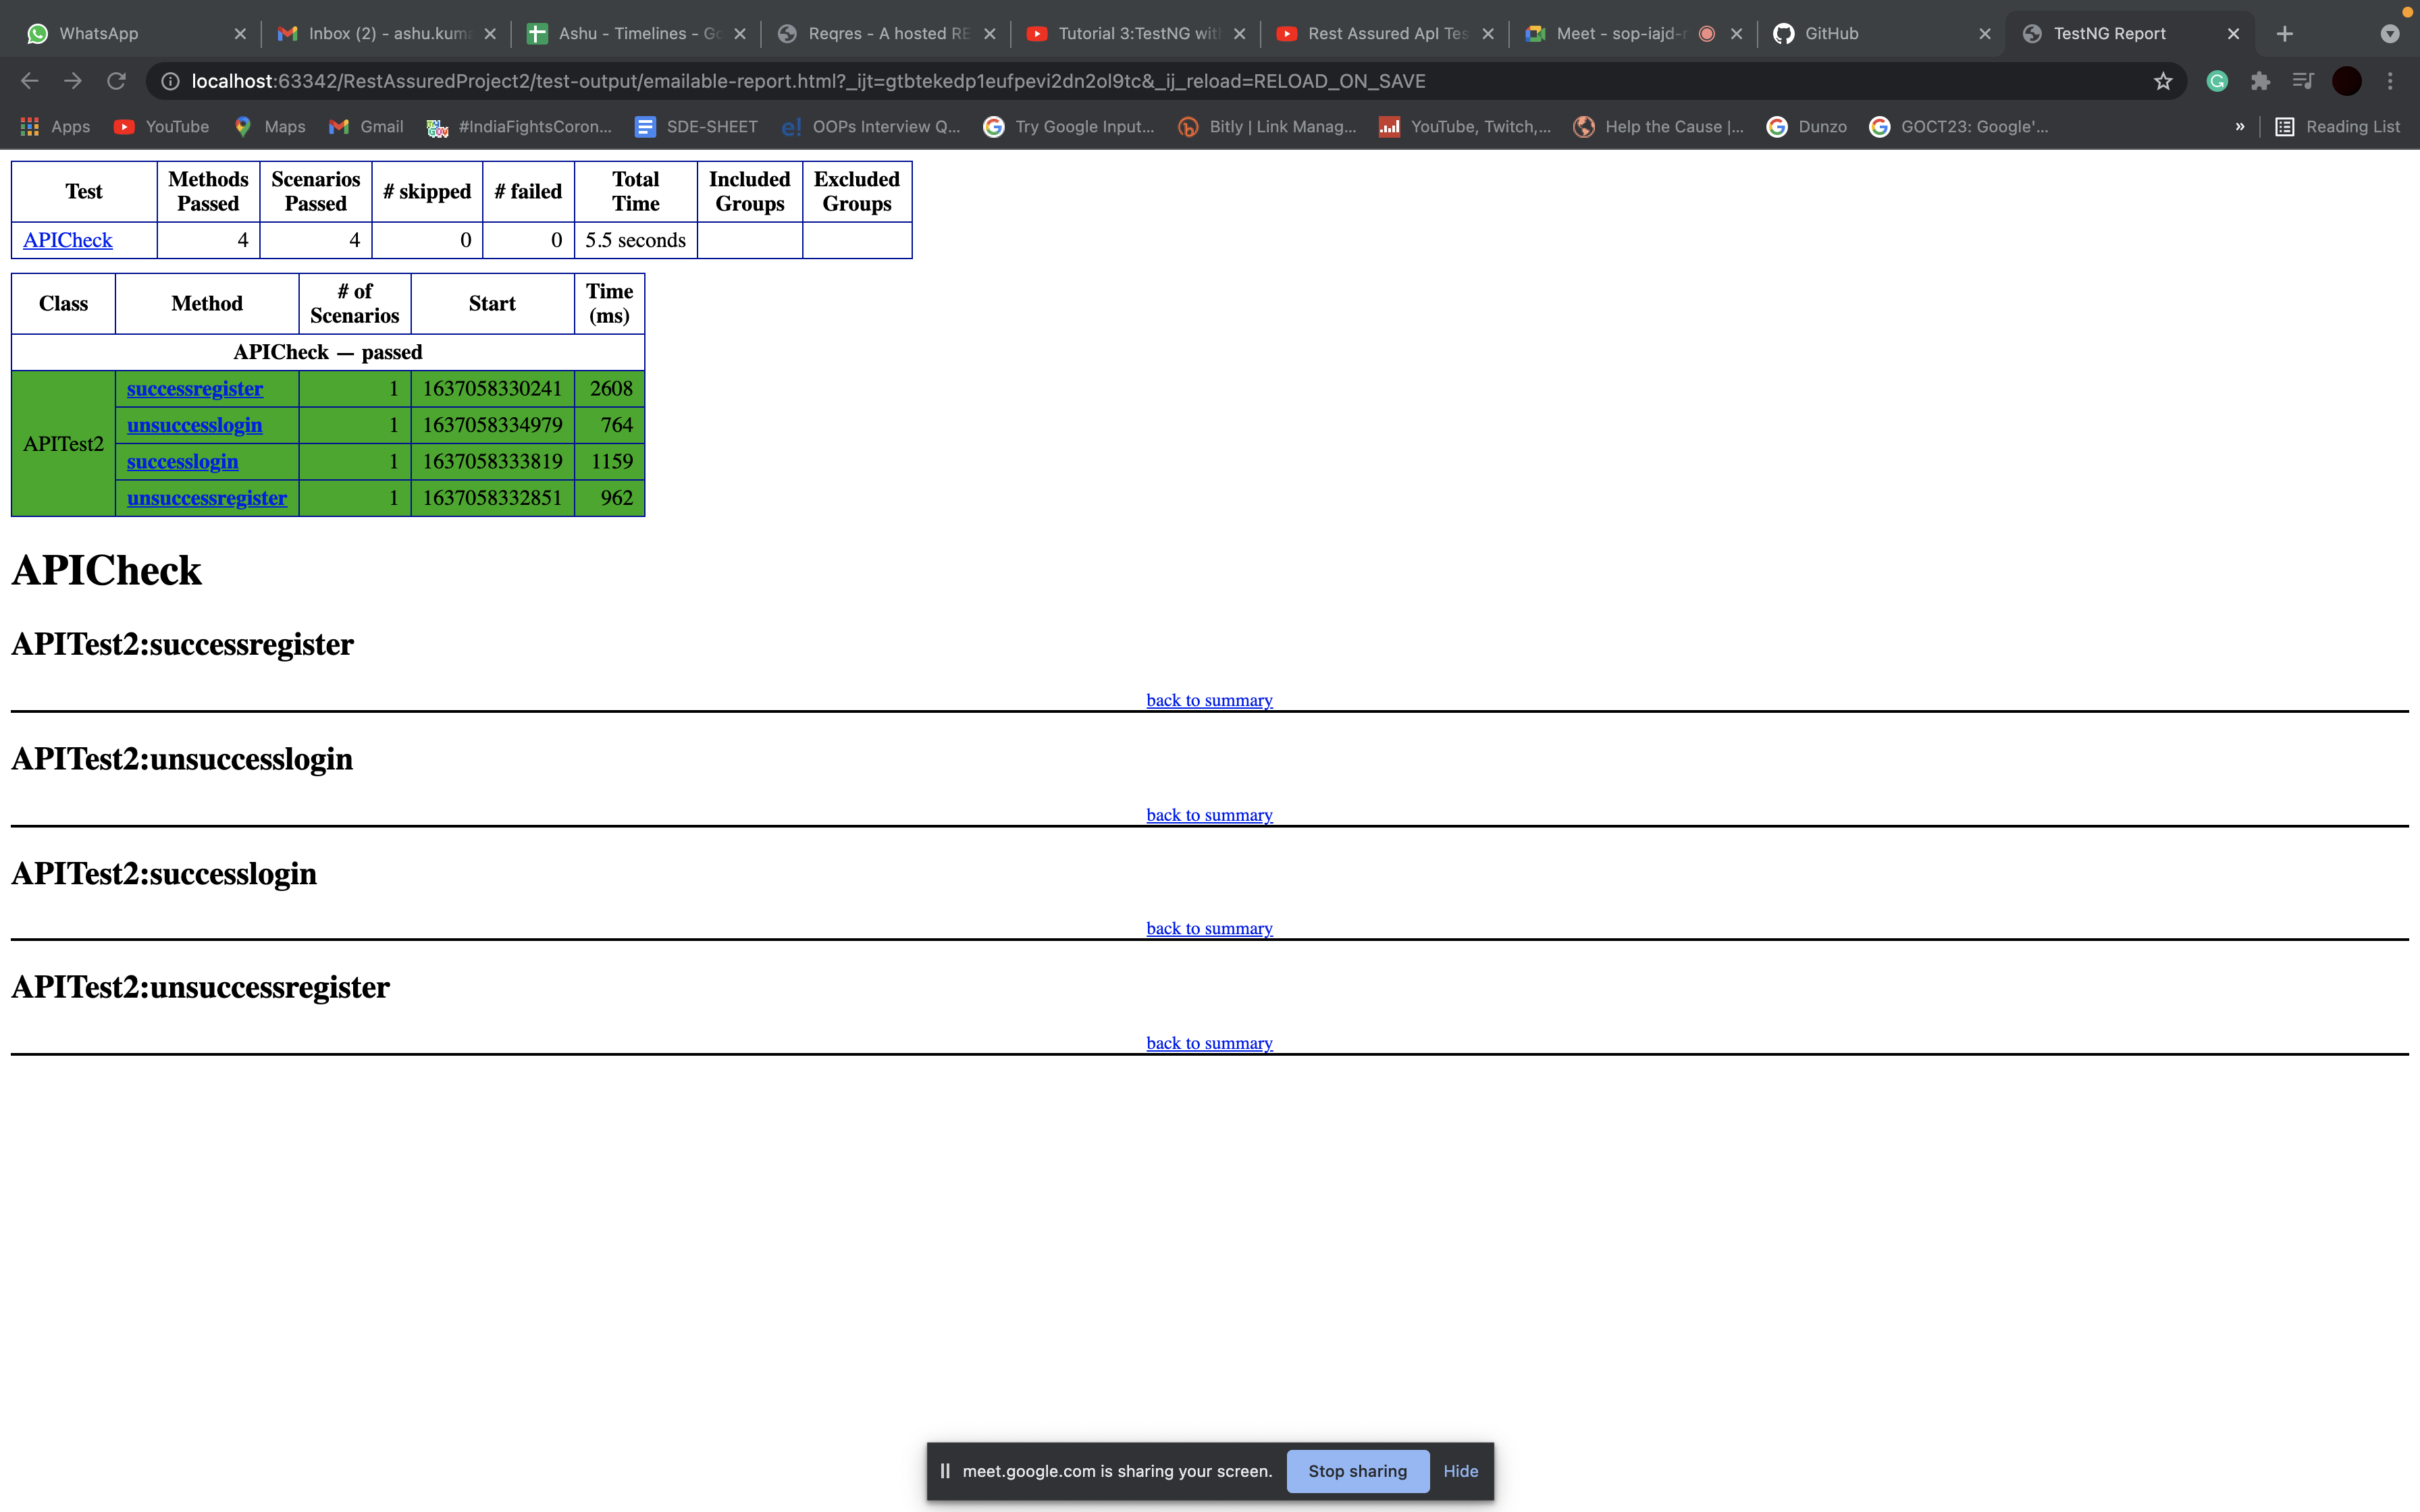 WhatsApp Inbox (2) - ashu.kuma Ashu - Timelines - Go Reqres - A hosted RE Tutorial 3:TestNG with Rest Assured ApI Tes Meet - sop-iajd-r GitHub TestNG Report
localhost:63342/RestAssuredProject2/test-output/emailable-report.html?_ijt=gtbtekedp1eufpevi2dn2ol9tc&_ij_reload=RELOAD_ON_SAVE
Apps YouTube Maps Gmail #IndiaFightsCoron... SDE-SHEET OOPs Interview Q... Try Google Input... Bitly | Link Manag... YouTube, Twitch,... Help the Cause |... Dunzo GOCT23: Google'... » Reading List
Test Methods Passed Scenarios Passed # skipped # failed Total Time Included Groups Excluded Groups
APICheck 4 4 0 0 5.5 seconds
Class Method # of Scenarios Start Time (ms)
APICheck — passed
APITest2
successregister 1 1637058330241 2608
unsuccesslogin 1 1637058334979 764
successlogin 1 1637058333819 1159
unsuccessregister 1 1637058332851 962
APICheck
APITest2:successregister
back to summary
APITest2:unsuccesslogin
back to summary
APITest2:successlogin
back to summary
APITest2:unsuccessregister
back to summary
meet.google.com is sharing your screen. Stop sharing Hide